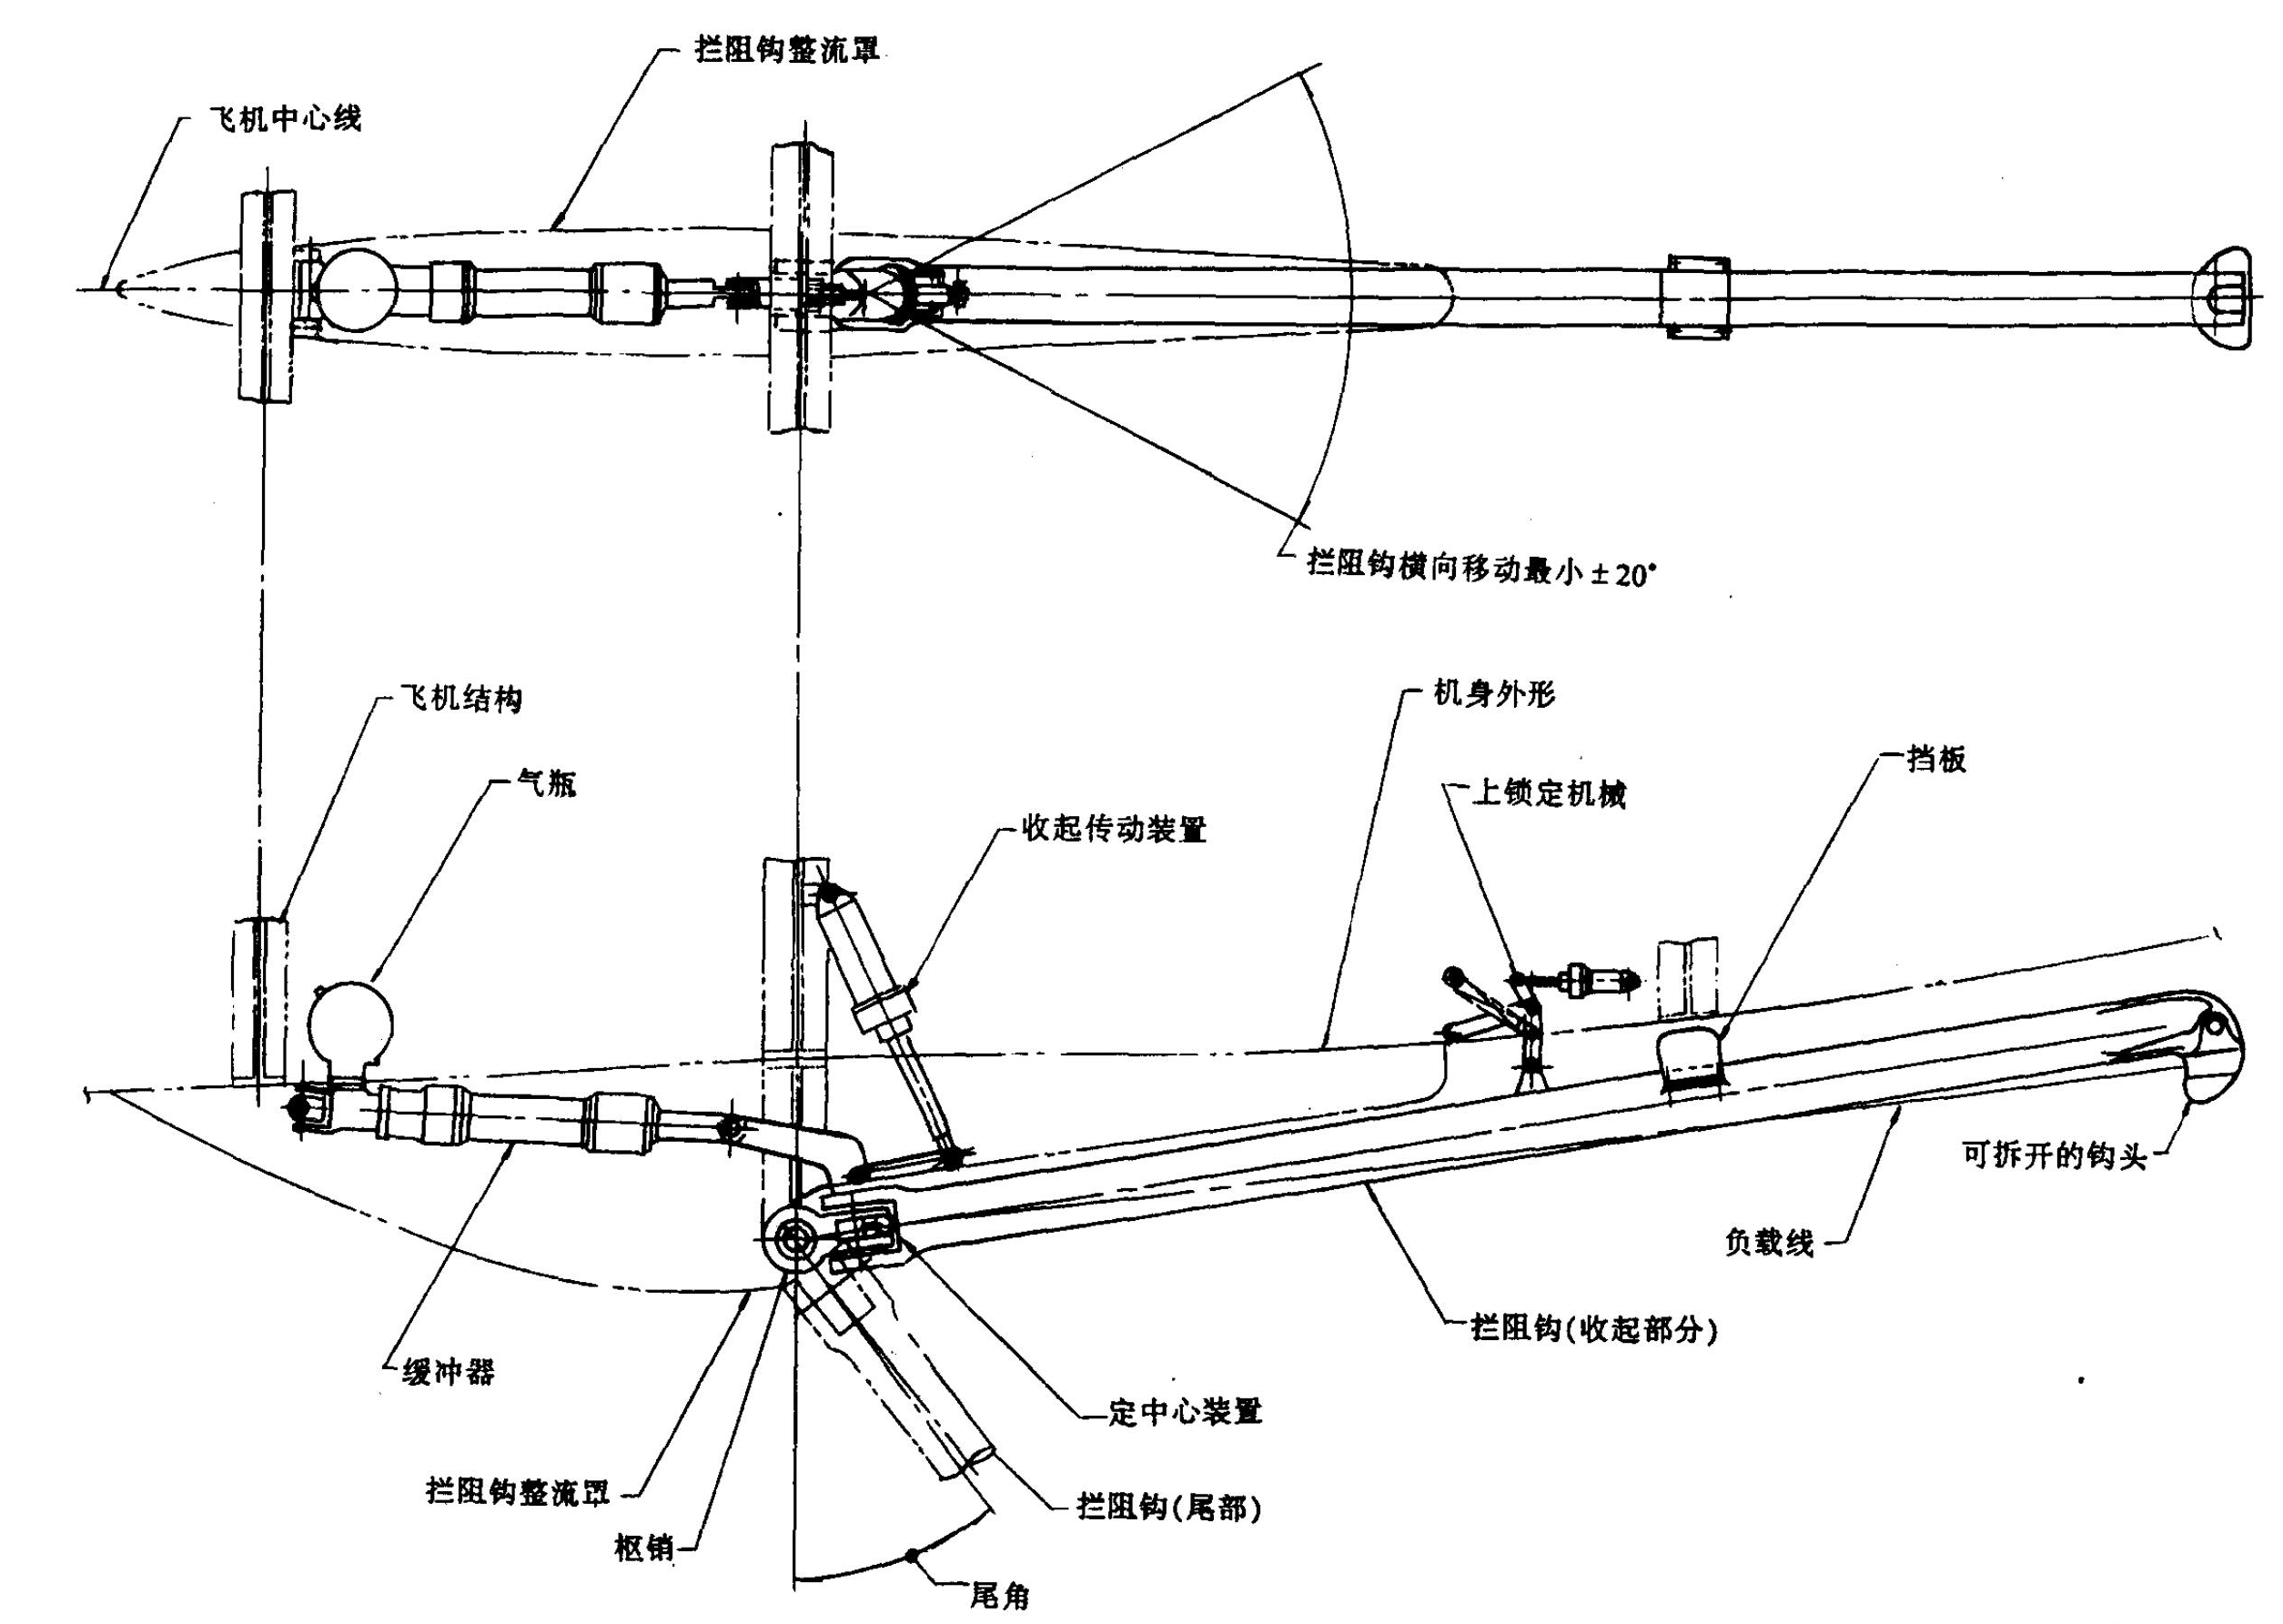 拦阻钩整流罩
飞机中心线
拦阻钩横向移动最小±20°
飞机结构
机身外形
气瓶
挡板
上锁定机械
收起传动装置
可拆开的钩头
负载线
拦阻钩(收起部分)
缓冲器
定中心装置
拦阻钩整流罩
拦阻钩(尾部)
枢销
尾角